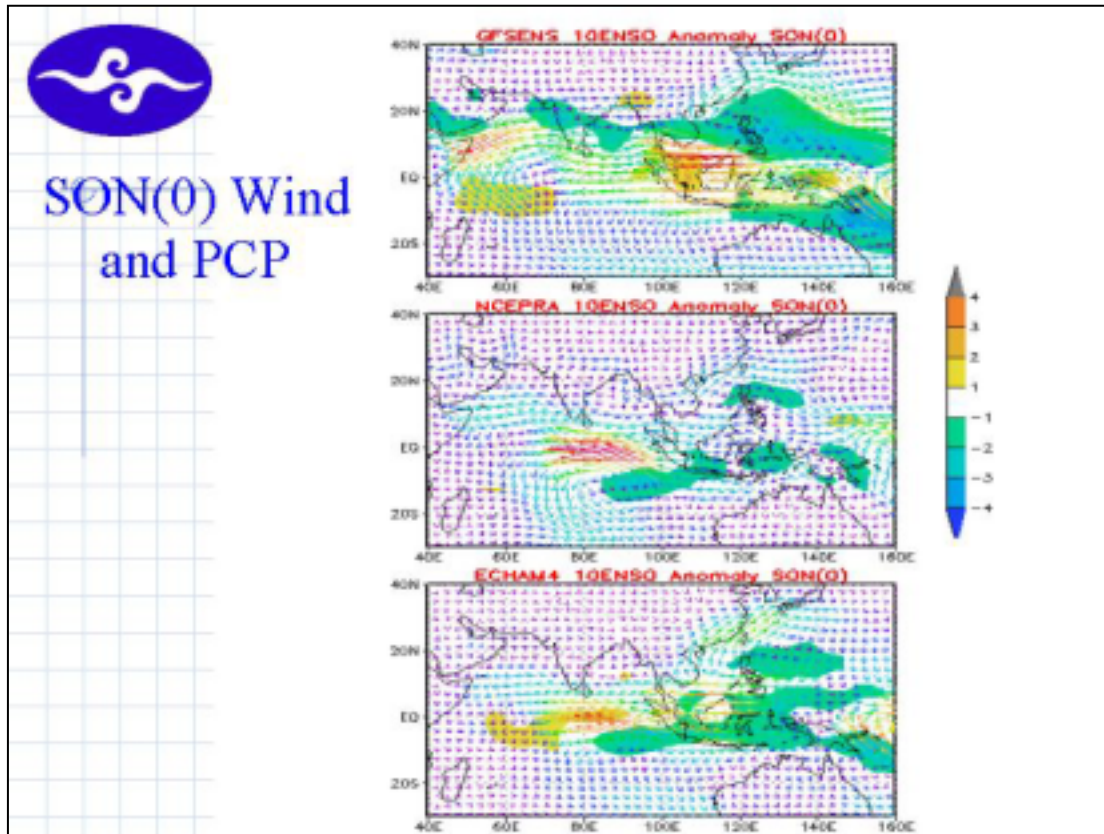 SON(0) Wind
and PCP
GFSENS 10ENSO Anomaly SON(0)
40N
20N
EQ
20S
40E 60E 80E 100E 120E 140E 160E
NCEPRA 10ENSO Anomaly SON(0)
40N
20N
EQ
20S
40E 60E 80E 100E 120E 140E 160E
ECHAM4 10ENSO Anomaly SON(0)
40N
20N
EQ
20S
40E 60E 80E 100E 120E 140E 160E
4
3
2
1
-1
-2
-3
-4